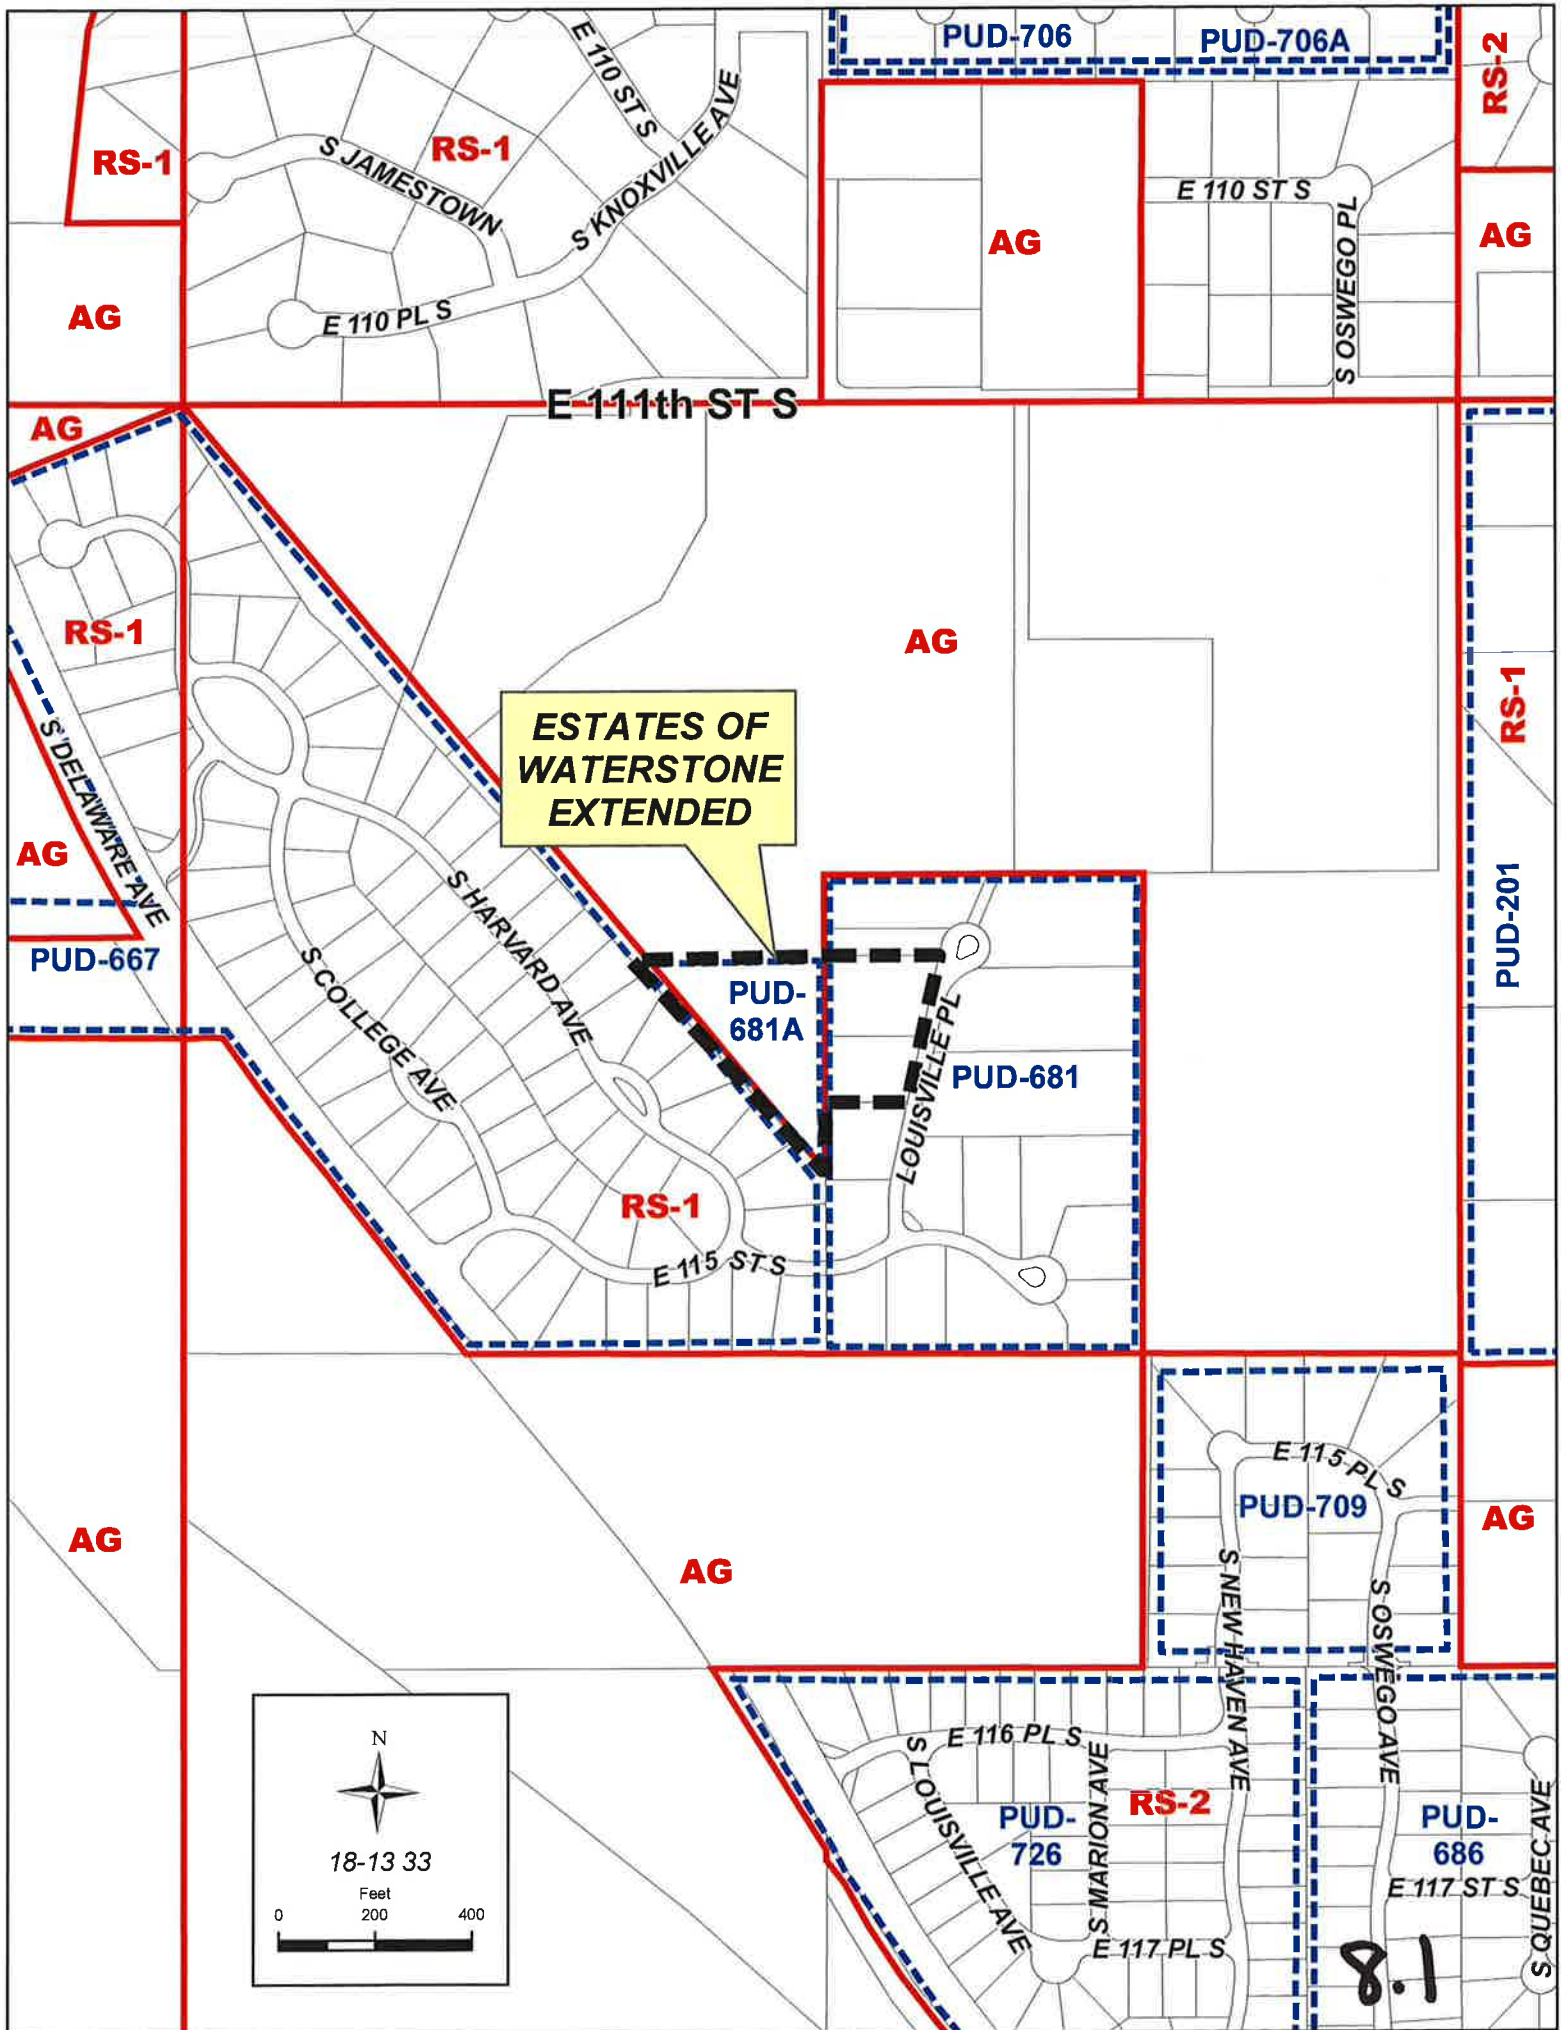 PUD-706
PUD-706A
RS-2
E 110 ST S
S KNOXVILLE AVE
RS-1
RS-1
S JAMESTOWN
E 110 ST S
S OSWEGO PL
AG
AG
AG
E 110 PL S
E 111th ST S
AG
RS-1
AG
RS-1
ESTATES OF
WATERSTONE
EXTENDED
S DELAWARE AVE
AG
S HARVARD AVE
PUD-201
PUD-667
S COLLEGE AVE
PUD-
681A
LOUISVILLE PL
PUD-681
RS-1
E 115 ST S
E 115 PL S
PUD-709
AG
AG
AG
S NEW HAVEN AVE
S OSWEGO AVE
N
18-13 33
Feet
0 200 400
E 116 PL S
S LOUISVILLE AVE
S MARION AVE
RS-2
PUD-
726
PUD-
686
E 117 ST S
S QUEBEC AVE
E 117 PL S
8.1